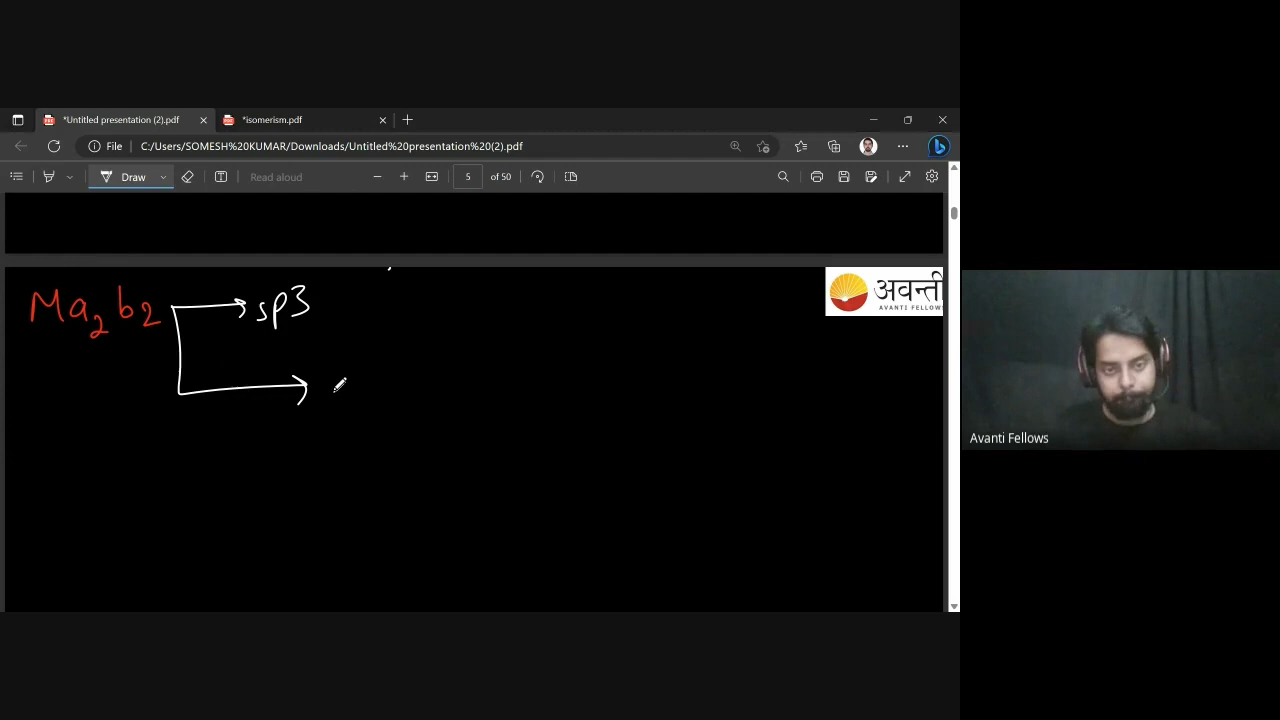 *Untitled presentation (2).pdf
*isomerism.pdf
File
C:/Users/SOMESH%20KUMAR/Downloads/Untitled%20presentation%20(2).pdf
Draw
Read aloud
5
of 50
अवन्ती
AVANTI FELLOWS
Ma2b2
sp3
Avanti Fellows